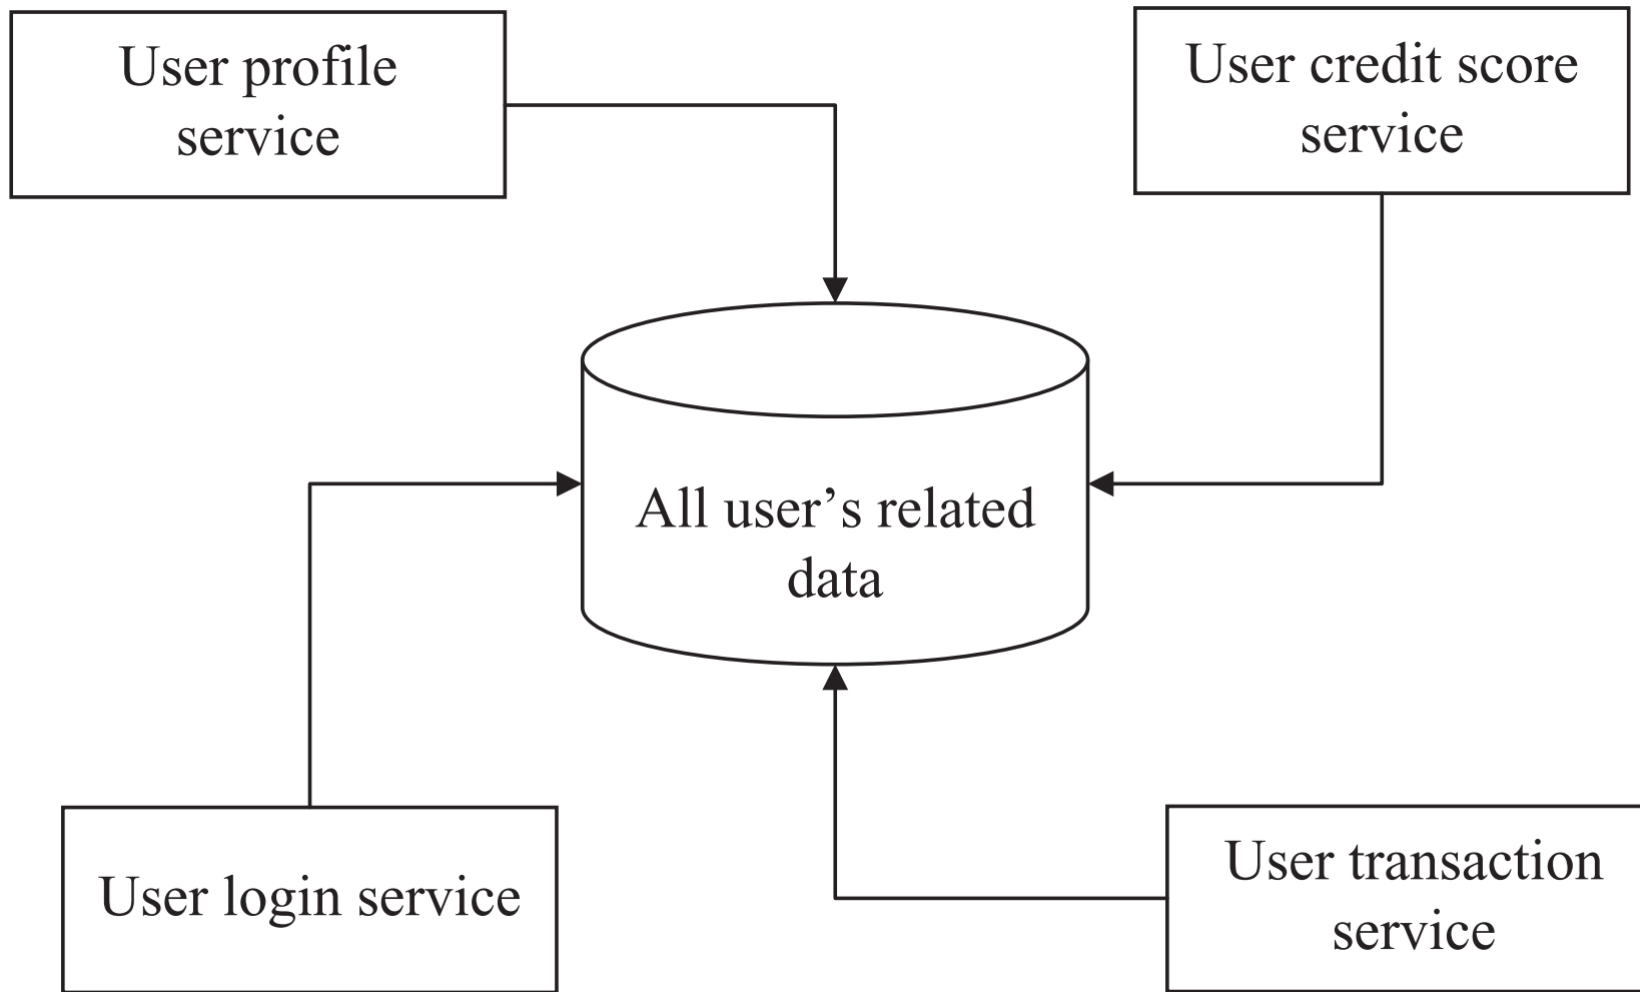 User profile
service
User credit score
service
All user’s related
data
User login service
User transaction
service